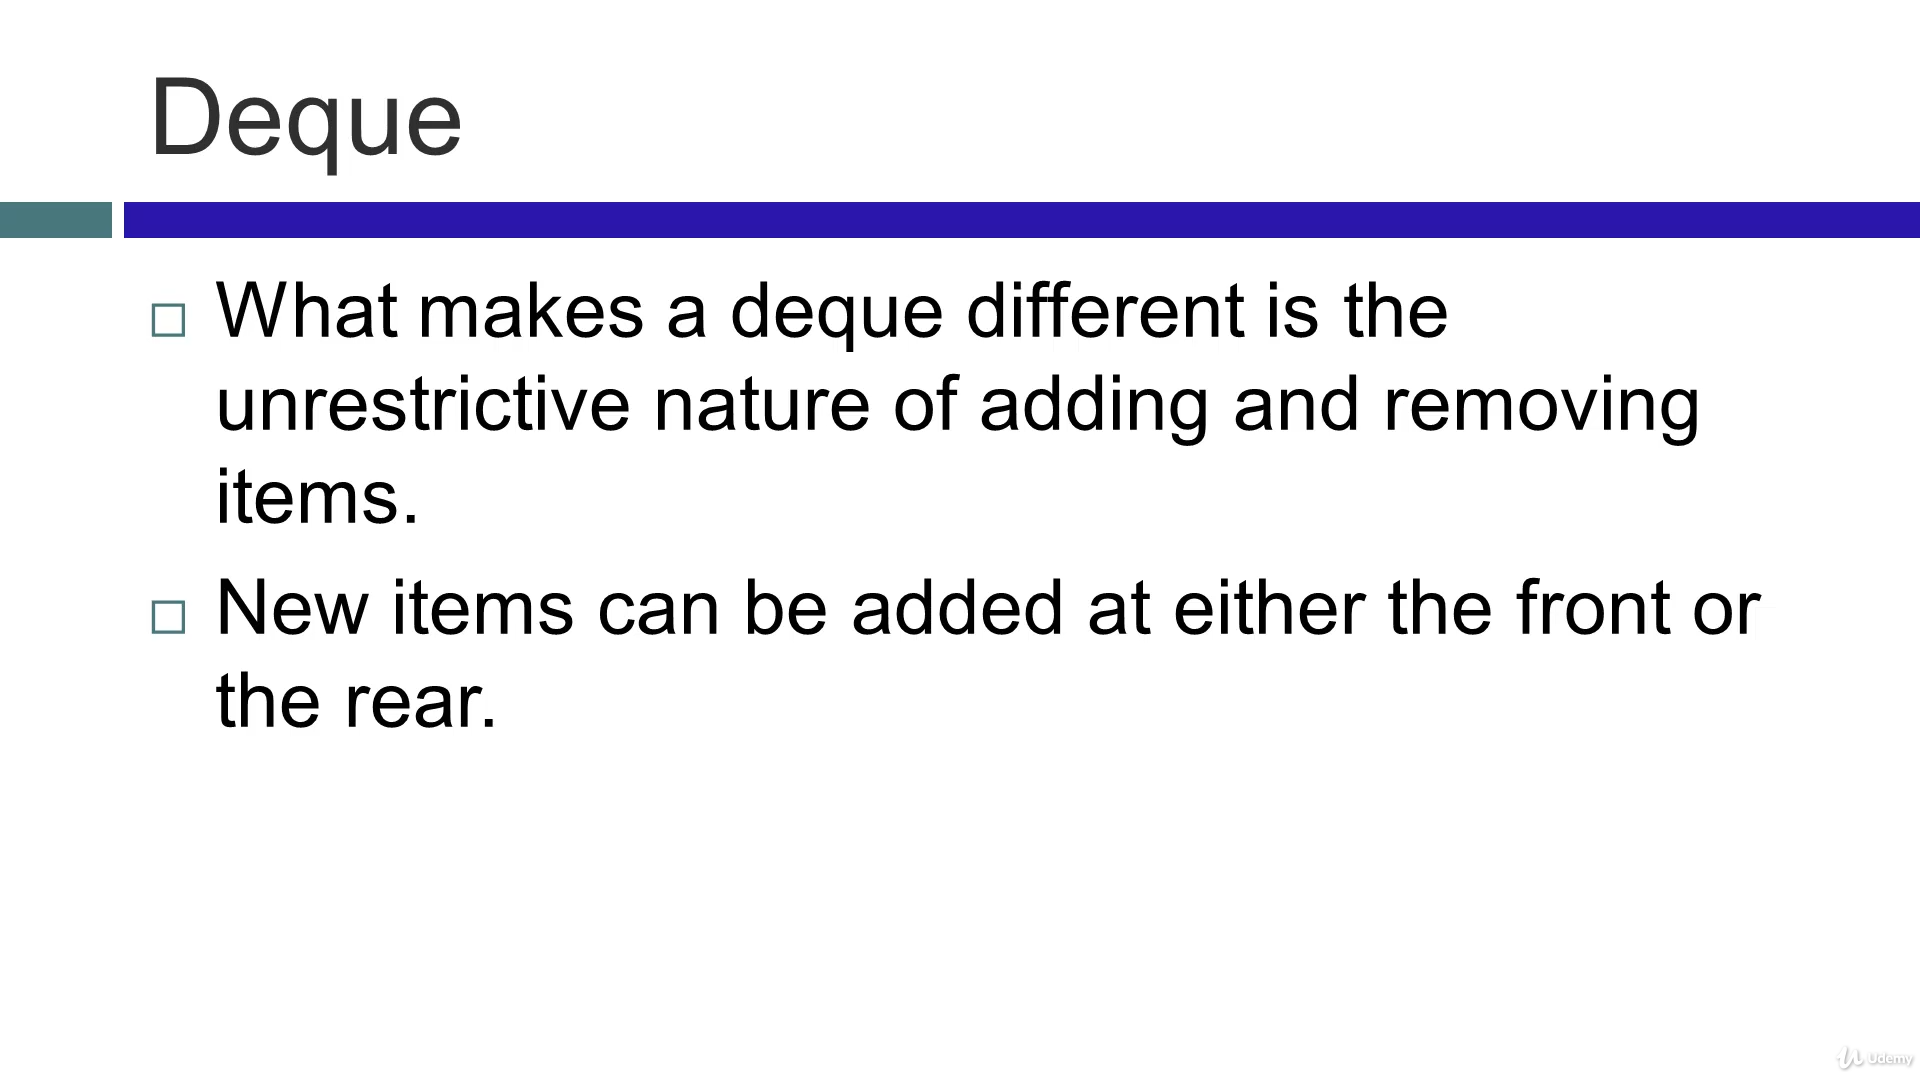 Deque
What makes a deque different is the
unrestrictive nature of adding and removing
items.
New items can be added at either the front or
the rear.
Udemy